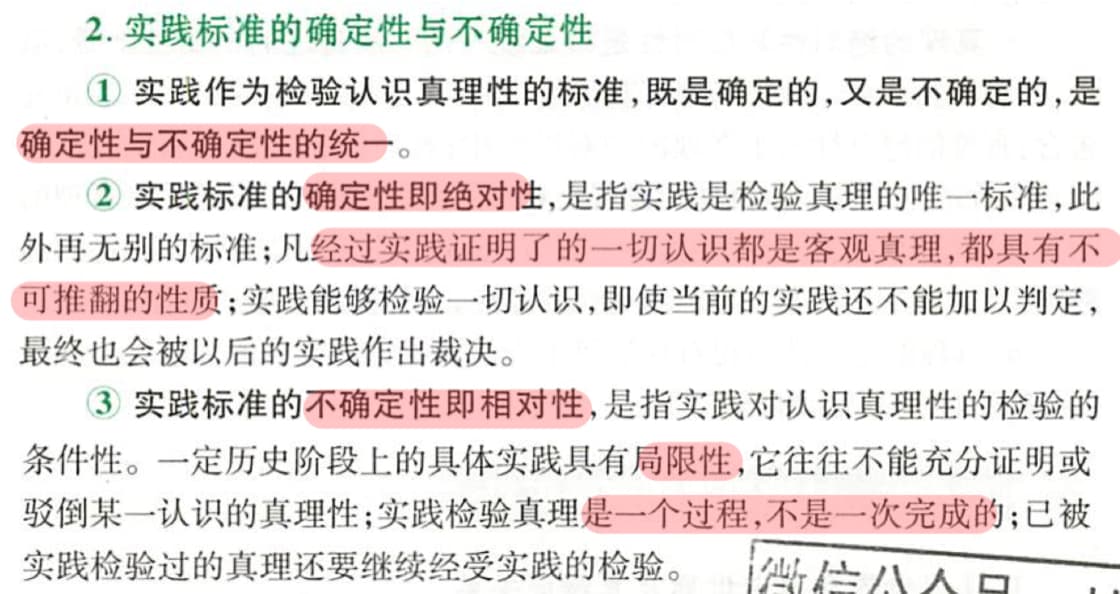 2. 实践标准的确定性与不确定性
① 实践作为检验认识真理性的标准,既是确定的,又是不确定的,是
确定性与不确定性的统一。
② 实践标准的确定性即绝对性,是指实践是检验真理的唯一标准,此
外再无别的标准;凡经过实践证明了的一切认识都是客观真理,都具有不
可推翻的性质;实践能够检验一切认识,即使当前的实践还不能加以判定,
最终也会被以后的实践作出裁决。
③ 实践标准的不确定性即相对性,是指实践对认识真理性的检验的
条件性。一定历史阶段上的具体实践具有局限性,它往往不能充分证明或
驳倒某一认识的真理性;实践检验真理是一个过程,不是一次完成的;已被
实践检验过的真理还要继续经受实践的检验。
微信公众号